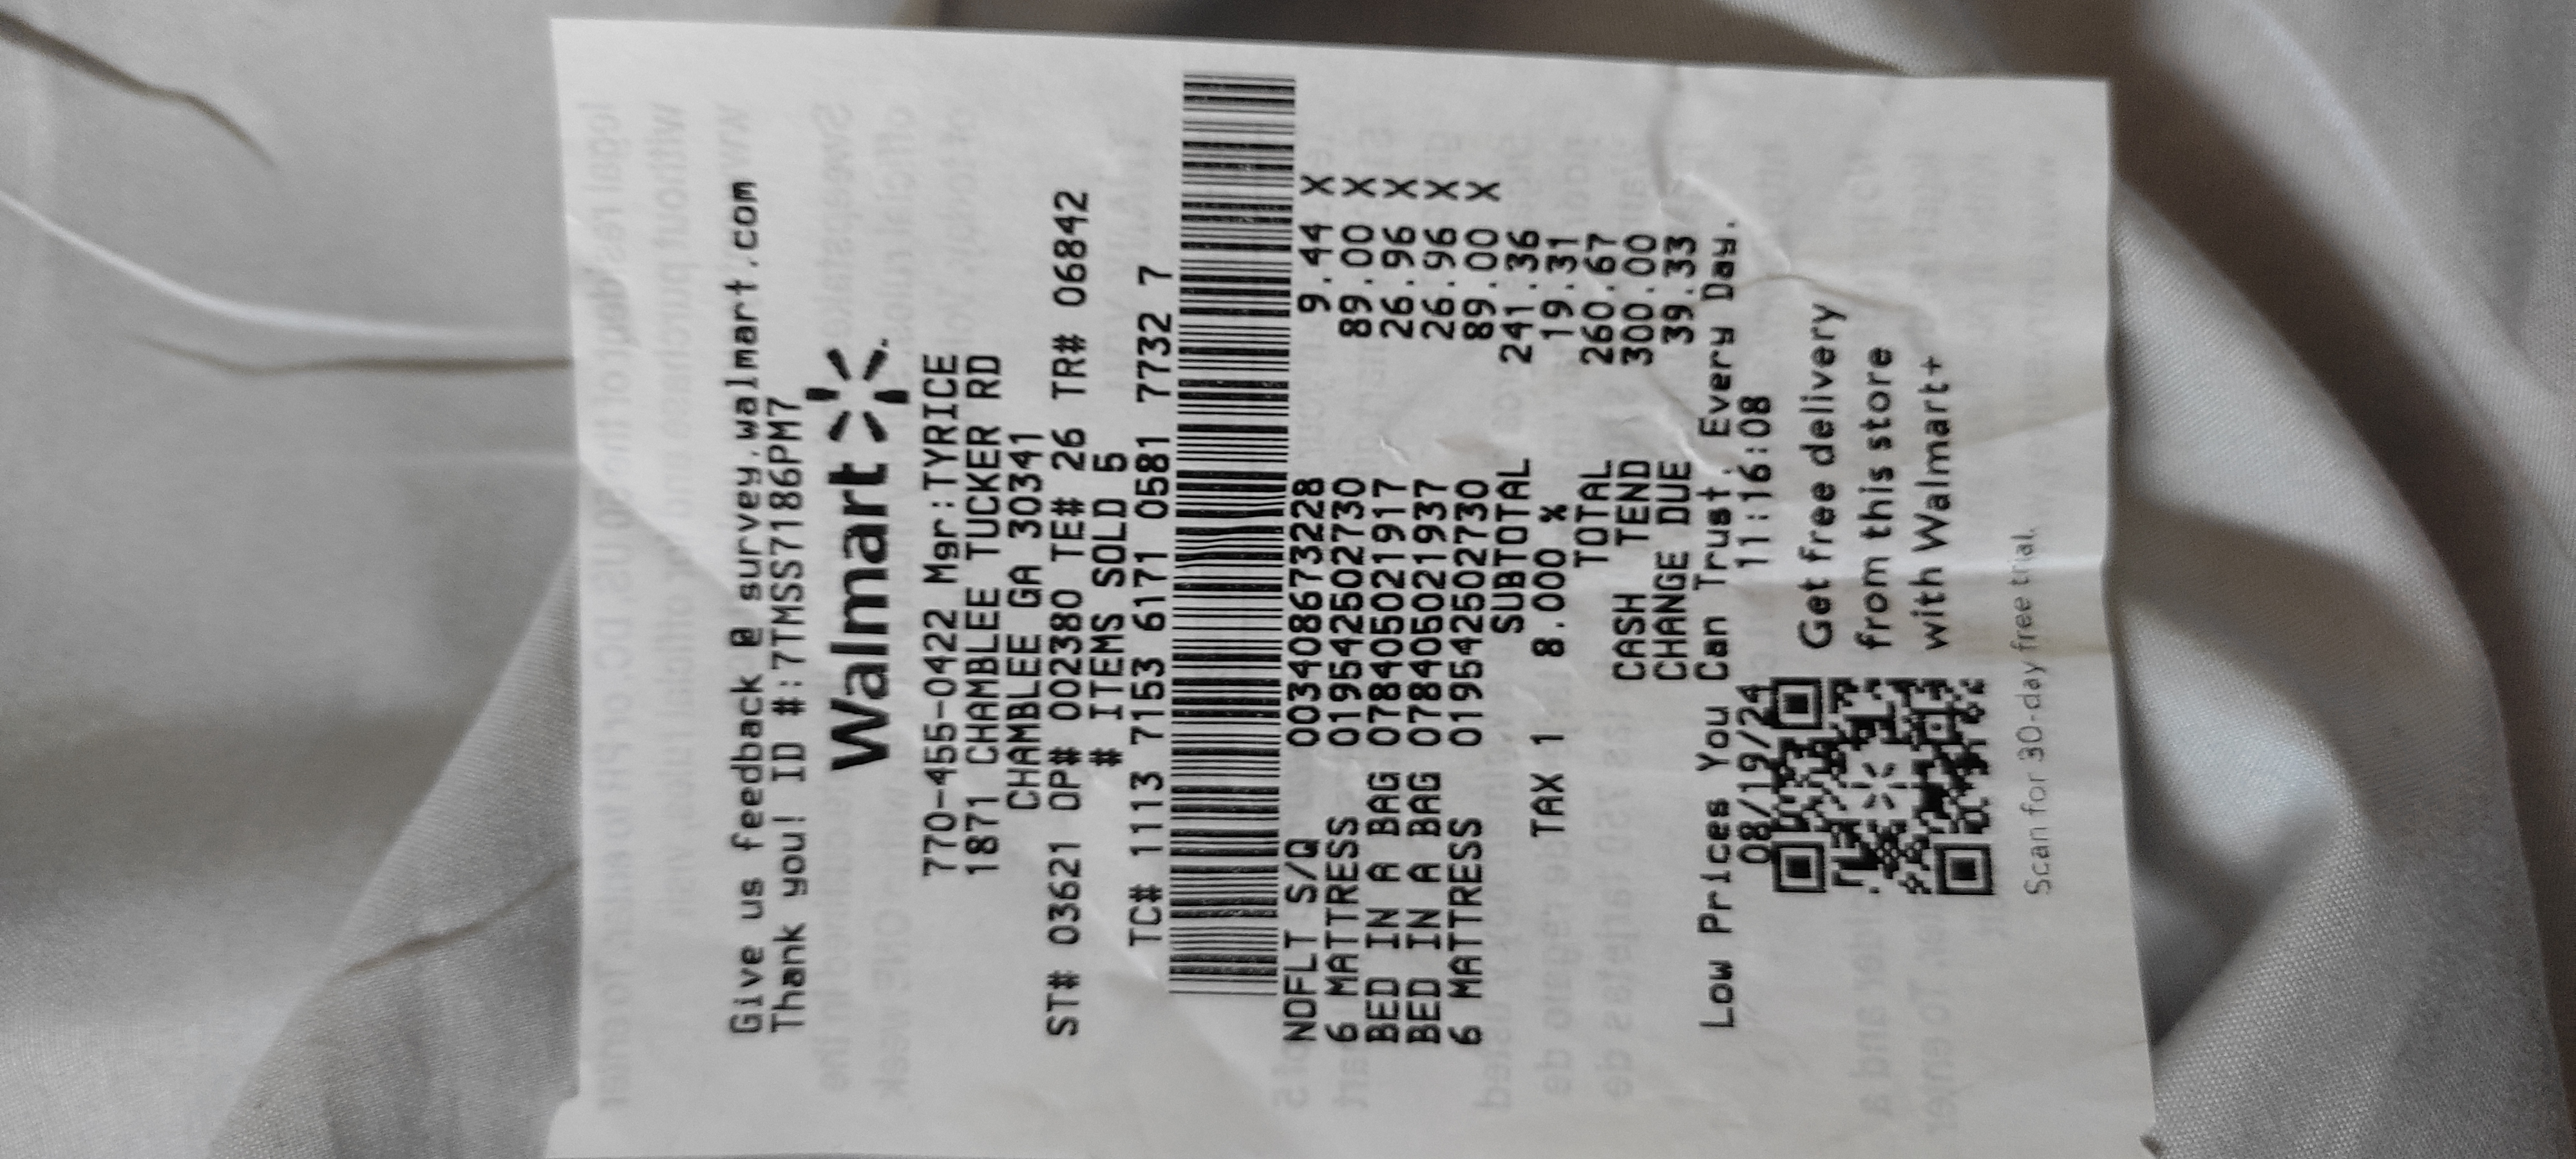 Give us feedback @ survey.walmart.com
Thank you! ID #:7TMSS7186PM7
Walmart
770-455-0422 Mgr:TYRICE
1871 CHAMBLEE TUCKER RD
CHAMBLEE GA 30341
ST# 03621 OP# 002380 TE# 26 TR# 06842
# ITEMS SOLD 5
TC# 1113 7153 6171 0581 7732 7
NOFLT S/Q 003408673228 9.44 X
6 MATTRESS 019542502730 89.00 X
BED IN A BAG 078405021917 26.96 X
BED IN A BAG 078405021937 26.96 X
6 MATTRESS 019542502730 89.00 X
SUBTOTAL 241.36
TAX 1 8.000 % 19.31
TOTAL 260.67
CASH TEND 300.00
CHANGE DUE 39.33
Low Prices You Can Trust. Every Day.
08/19/24 11:16:08
Get free delivery
from this store
with Walmart+
Scan for 30-day free trial.